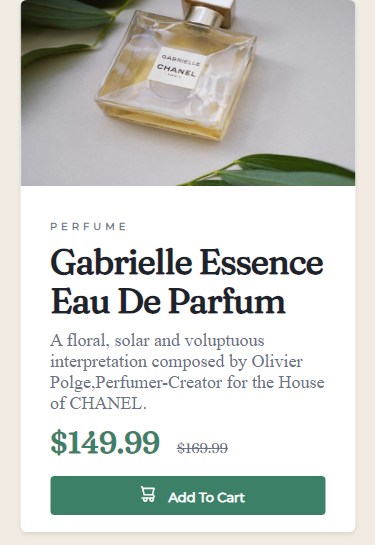 GABRIELLE
CHANEL
PARIS
PERFUME
Gabrielle Essence
Eau De Parfum
A floral, solar and voluptuous
interpretation composed by Olivier
Polge,Perfumer-Creator for the House
of CHANEL.
$149.99 $169.99
Add To Cart